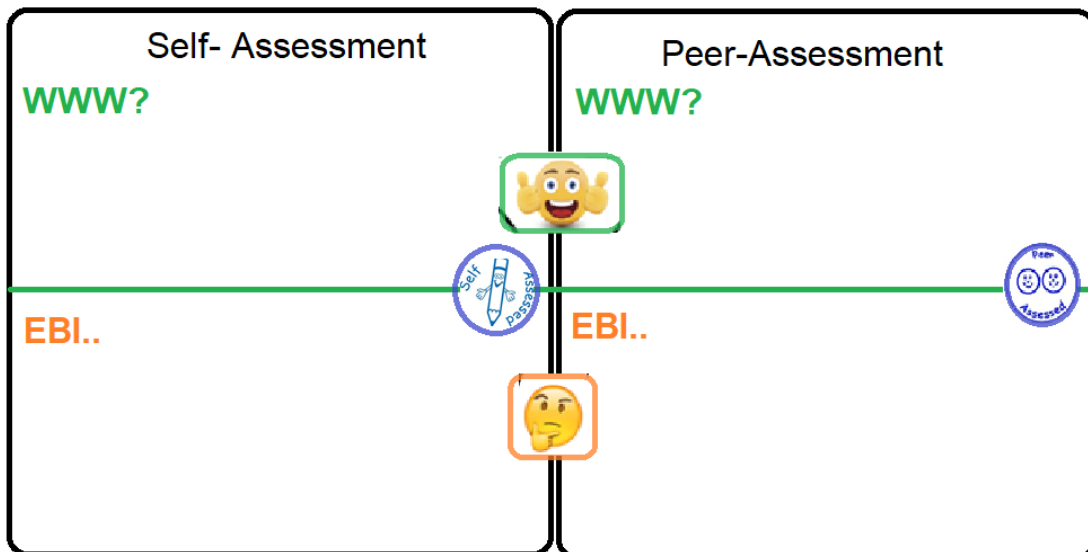 Self- Assessment
WWW?
Self Assessed
EBI..
Peer-Assessment
WWW?
Peer
Assessed
EBI..